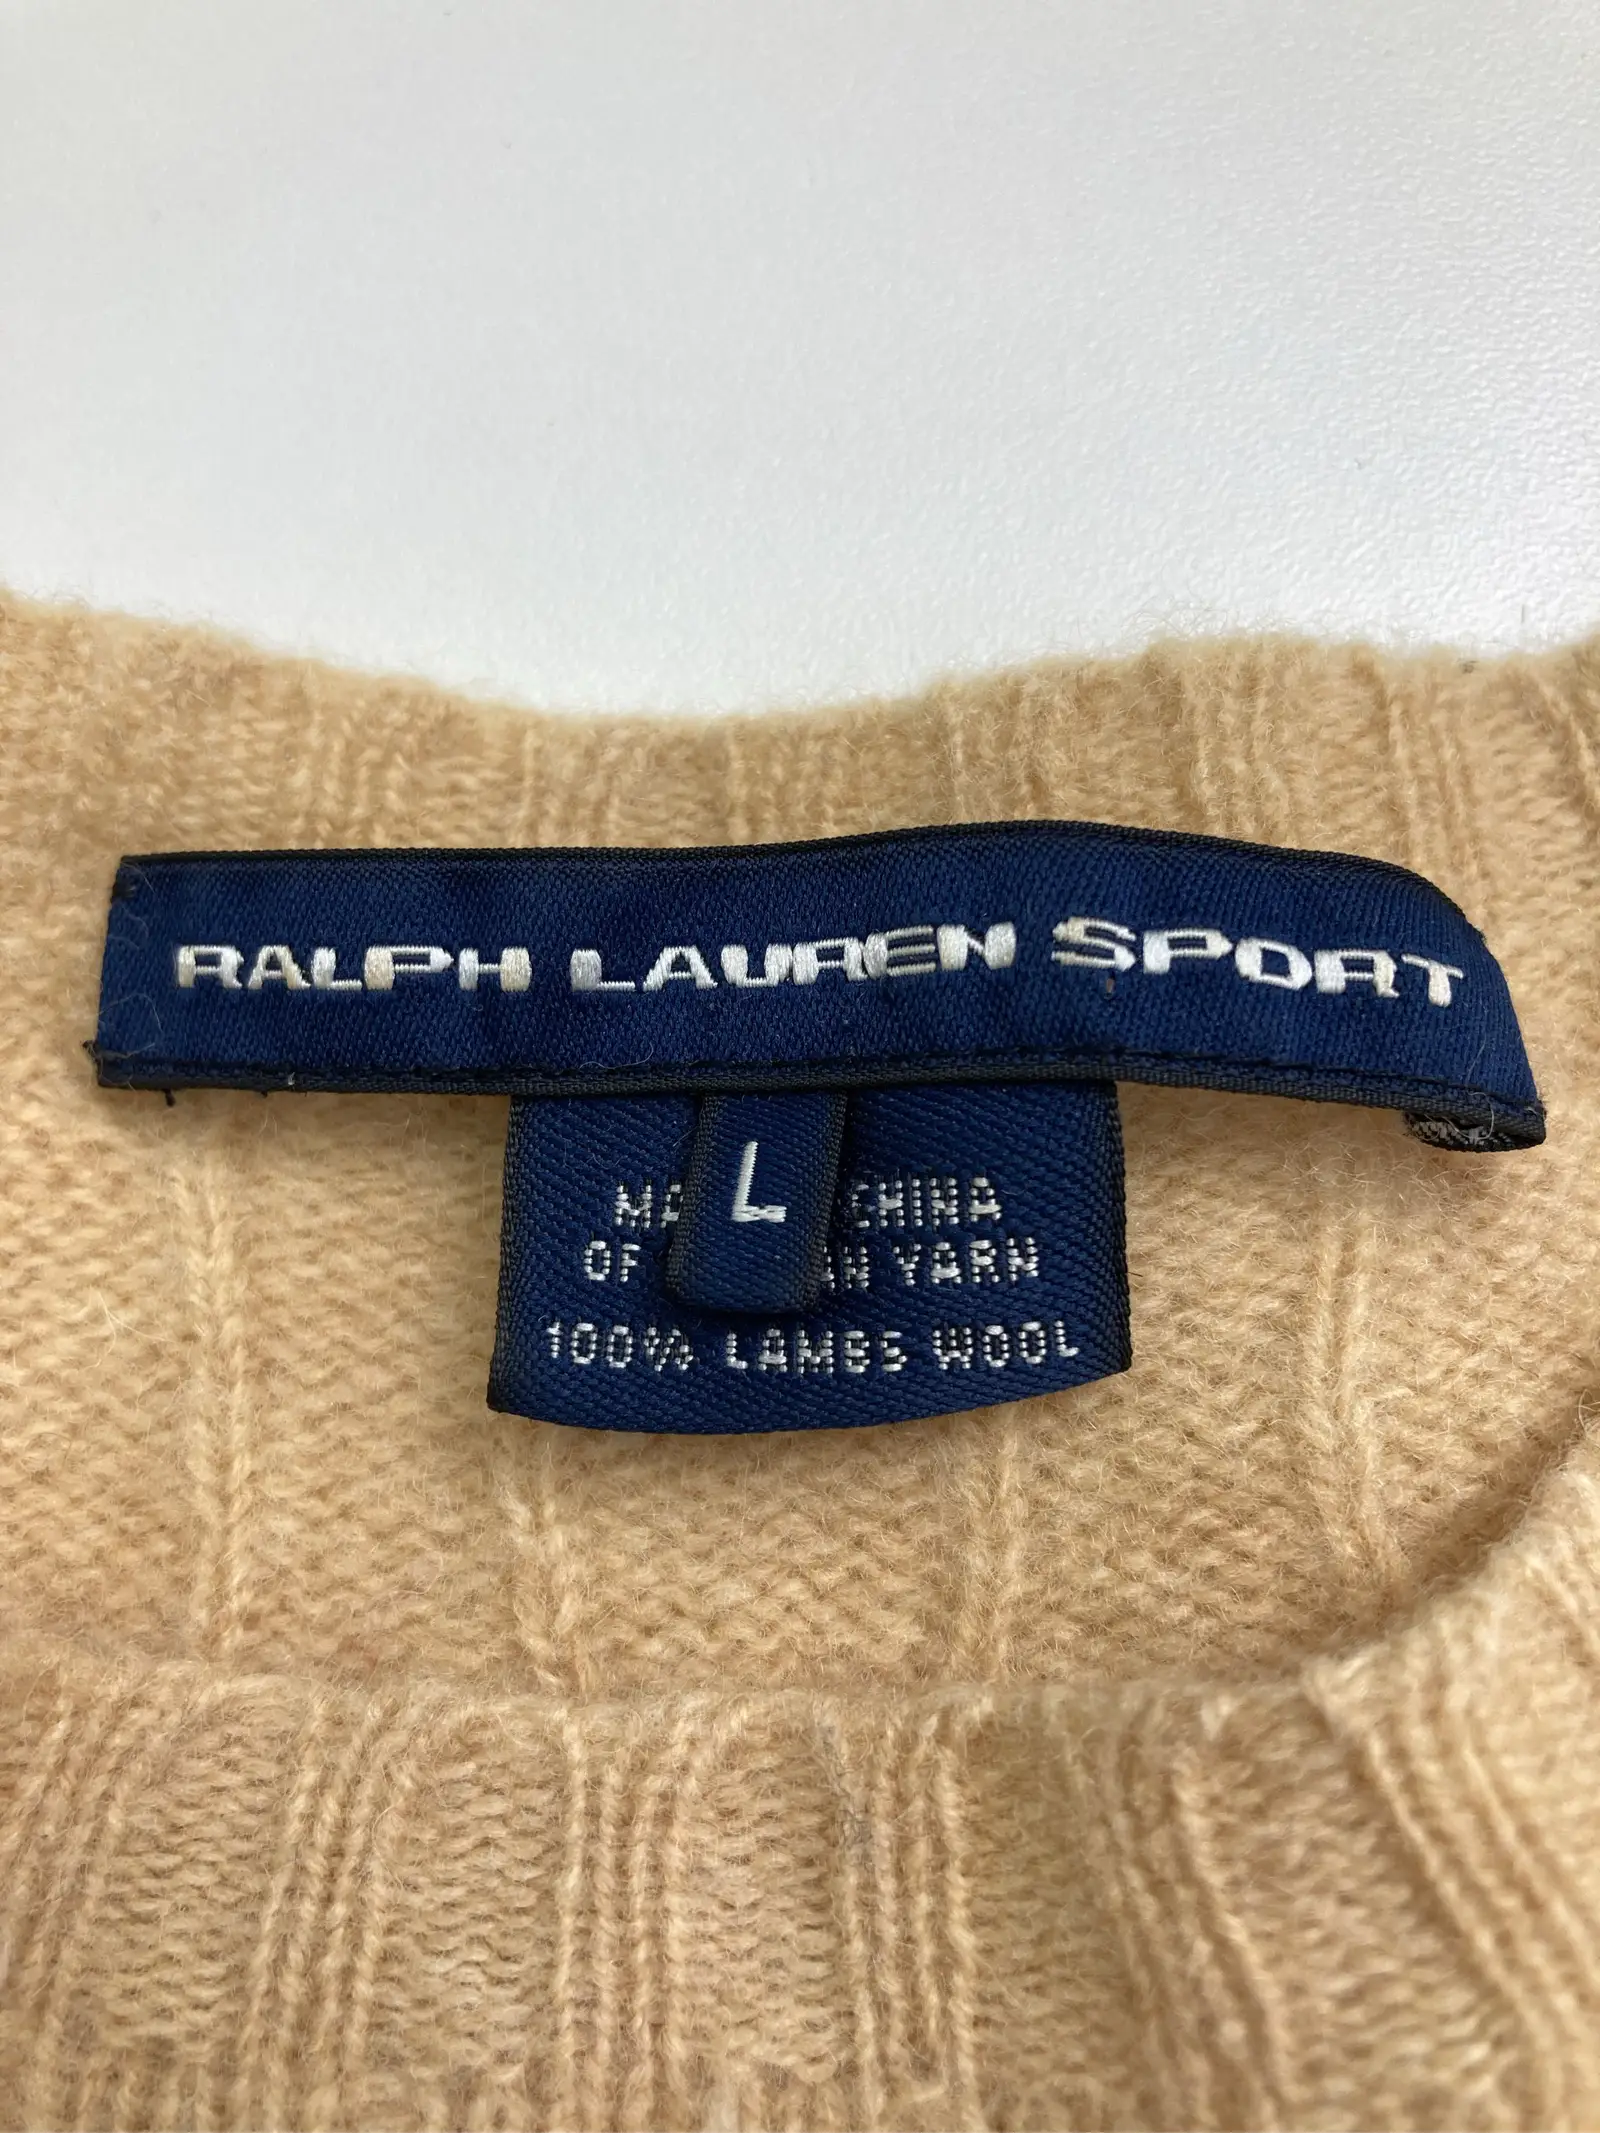 RALPH LAUREN SPORT
L
CHINA
OF YARN
100% LAMBS WOOL